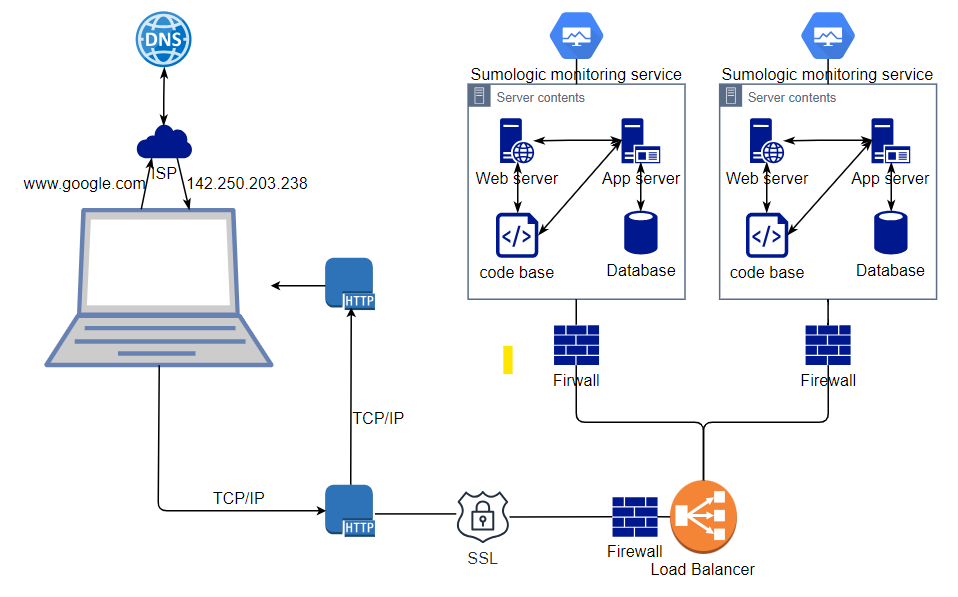 DNS
ISP
www.google.com
142.250.203.238
HTTP
TCP/IP
TCP/IP
HTTP
SSL
Firewall
Load Balancer
Sumologic monitoring service
Server contents
Web server
App server
</>
code base
Database
Firwall
Sumologic monitoring service
Server contents
Web server
App server
</>
code base
Database
Firewall